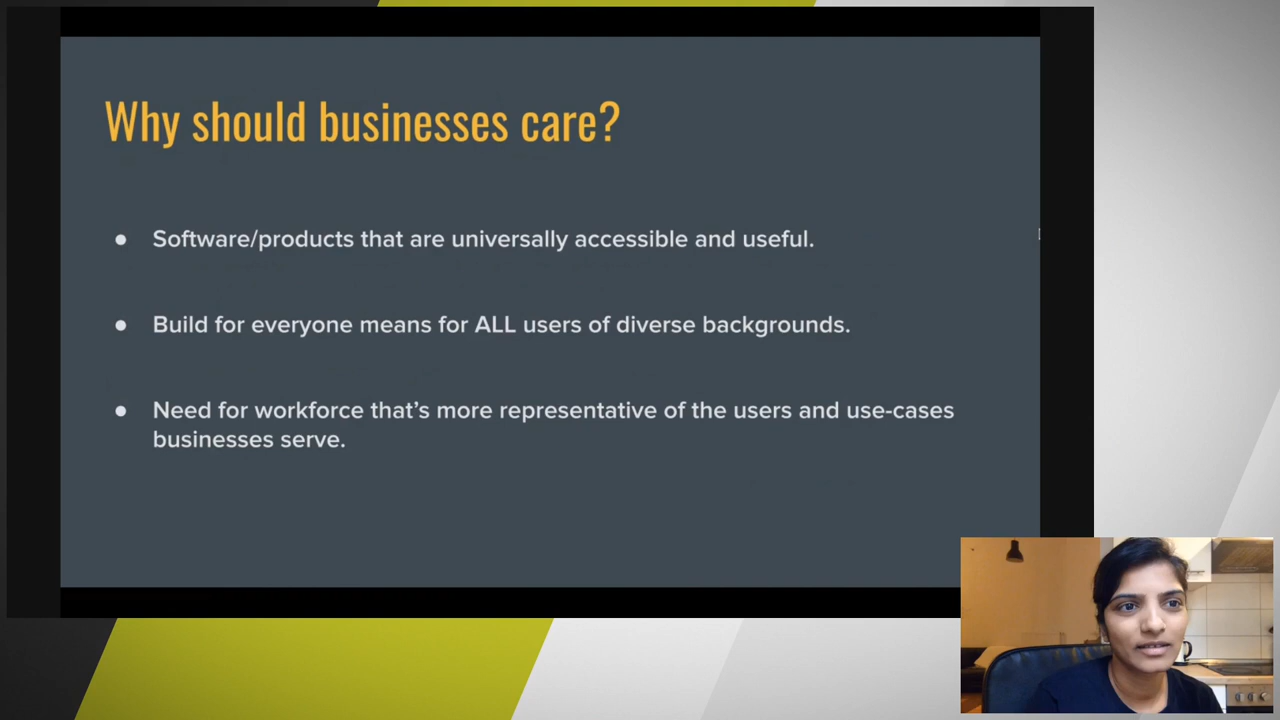 Why should businesses care?
● Software/products that are universally accessible and useful.
● Build for everyone means for ALL users of diverse backgrounds.
● Need for workforce that’s more representative of the users and use-cases
businesses serve.